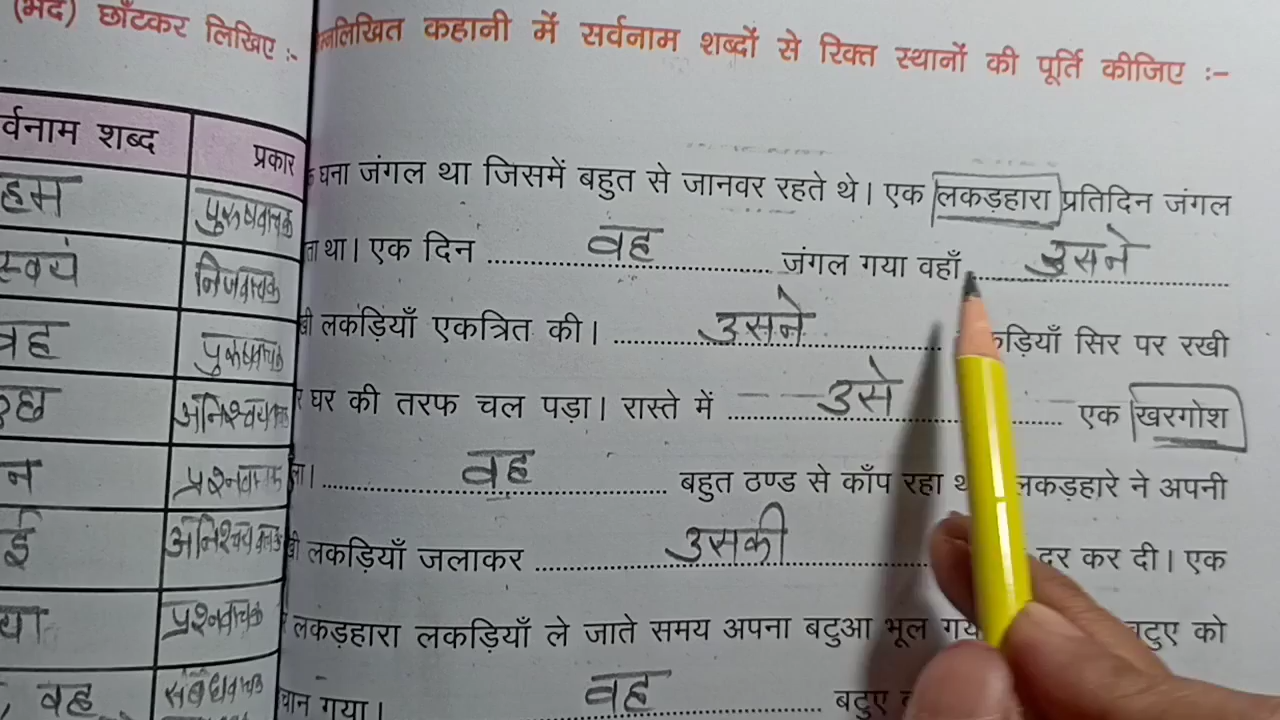 (भेद) छाँटकर लिखिए :-
सर्वनाम शब्द प्रकार
हम पुरुषवाचक
स्वयं निजवाचक
वह पुरुषवाचक
कुछ अनिश्चयवाचक
न प्रश्नवाचक
ई अनिश्चयवाचक
या प्रश्नवाचक
, वह संबंधवाचक
निम्नलिखित कहानी में सर्वनाम शब्दों से रिक्त स्थानों की पूर्ति कीजिए :-
घना जंगल था जिसमें बहुत से जानवर रहते थे। एक लकड़हारा प्रतिदिन जंगल
ता था। एक दिन वह जंगल गया वहाँ उसने
खी लकड़ियाँ एकत्रित की। उसने कड़ियाँ सिर पर रखी
र घर की तरफ चल पड़ा। रास्ते में उसे एक खरगोश
ला। वह बहुत ठण्ड से काँप रहा था लकड़हारे ने अपनी
खी लकड़ियाँ जलाकर उसकी दूर कर दी। एक
र लकड़हारा लकड़ियाँ ले जाते समय अपना बटुआ भूल गया बटुए को
चान गया। वह बटुए